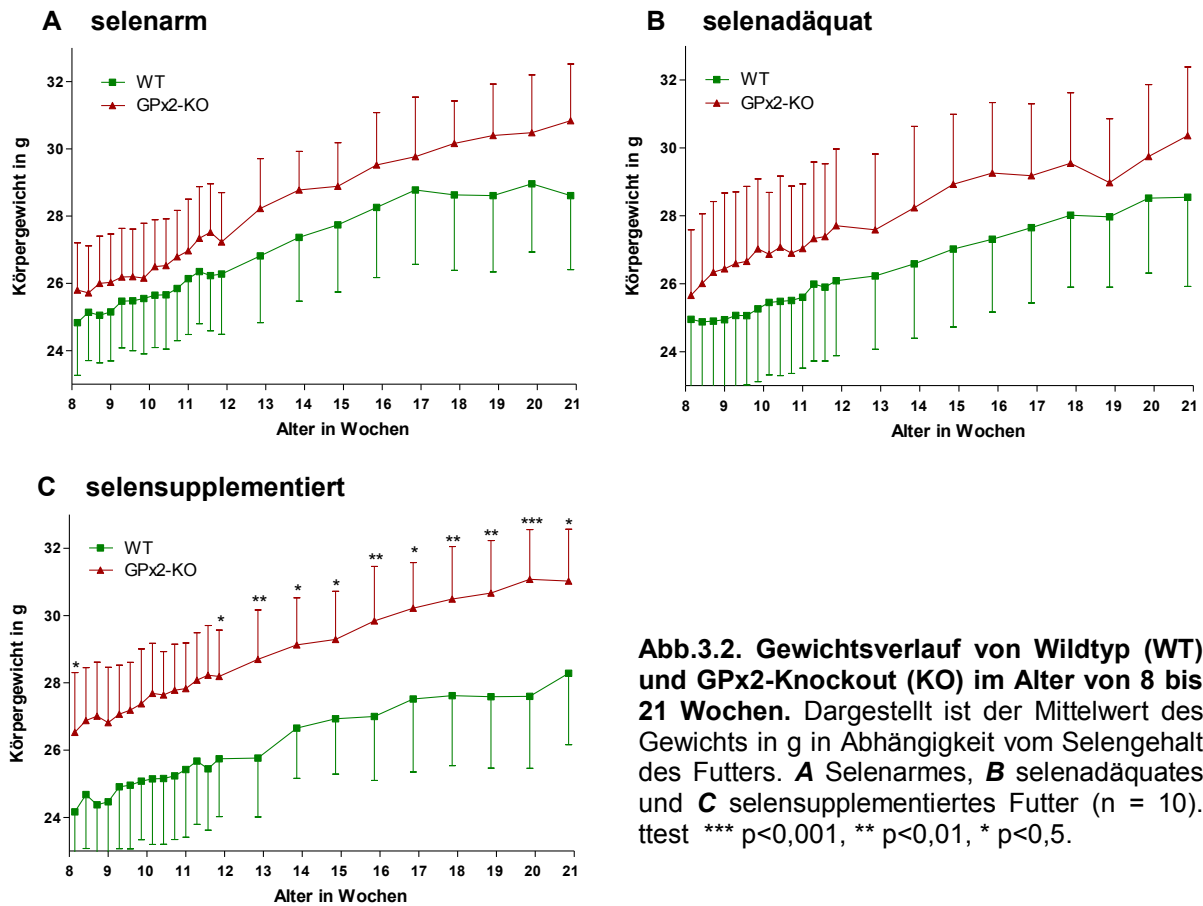 A selenarm
WT
GPx2-KO
Körpergewicht in g
32
30
28
26
24
8 9 10 11 12 13 14 15 16 17 18 19 20 21
Alter in Wochen
B selenadäquat
WT
GPx2-KO
Körpergewicht in g
32
30
28
26
24
8 9 10 11 12 13 14 15 16 17 18 19 20 21
Alter in Wochen
C selensupplementiert
WT
GPx2-KO
Körpergewicht in g
32
30
28
26
24
* * ** * * ** * ** ** *** *
8 9 10 11 12 13 14 15 16 17 18 19 20 21
Alter in Wochen
Abb.3.2. Gewichtsverlauf von Wildtyp (WT)
und GPx2-Knockout (KO) im Alter von 8 bis
21 Wochen. Dargestellt ist der Mittelwert des
Gewichts in g in Abhängigkeit vom Selengehalt
des Futters. A Selenarmes, B selenadäquates
und C selensupplementiertes Futter (n = 10).
ttest *** p<0,001, ** p<0,01, * p<0,5.